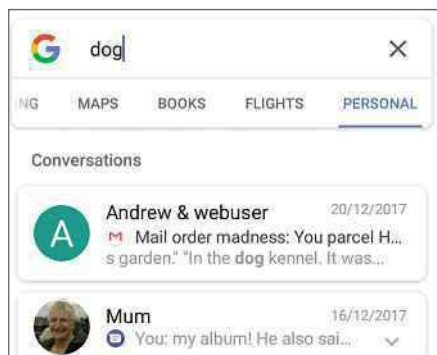 dog
NG MAPS BOOKS FLIGHTS PERSONAL
Conversations
A
Andrew & webuser 20/12/2017
Mail order madness: You parcel H...
s garden." "In the dog kennel. It was...
Mum 16/12/2017
You: my album! He also sai...